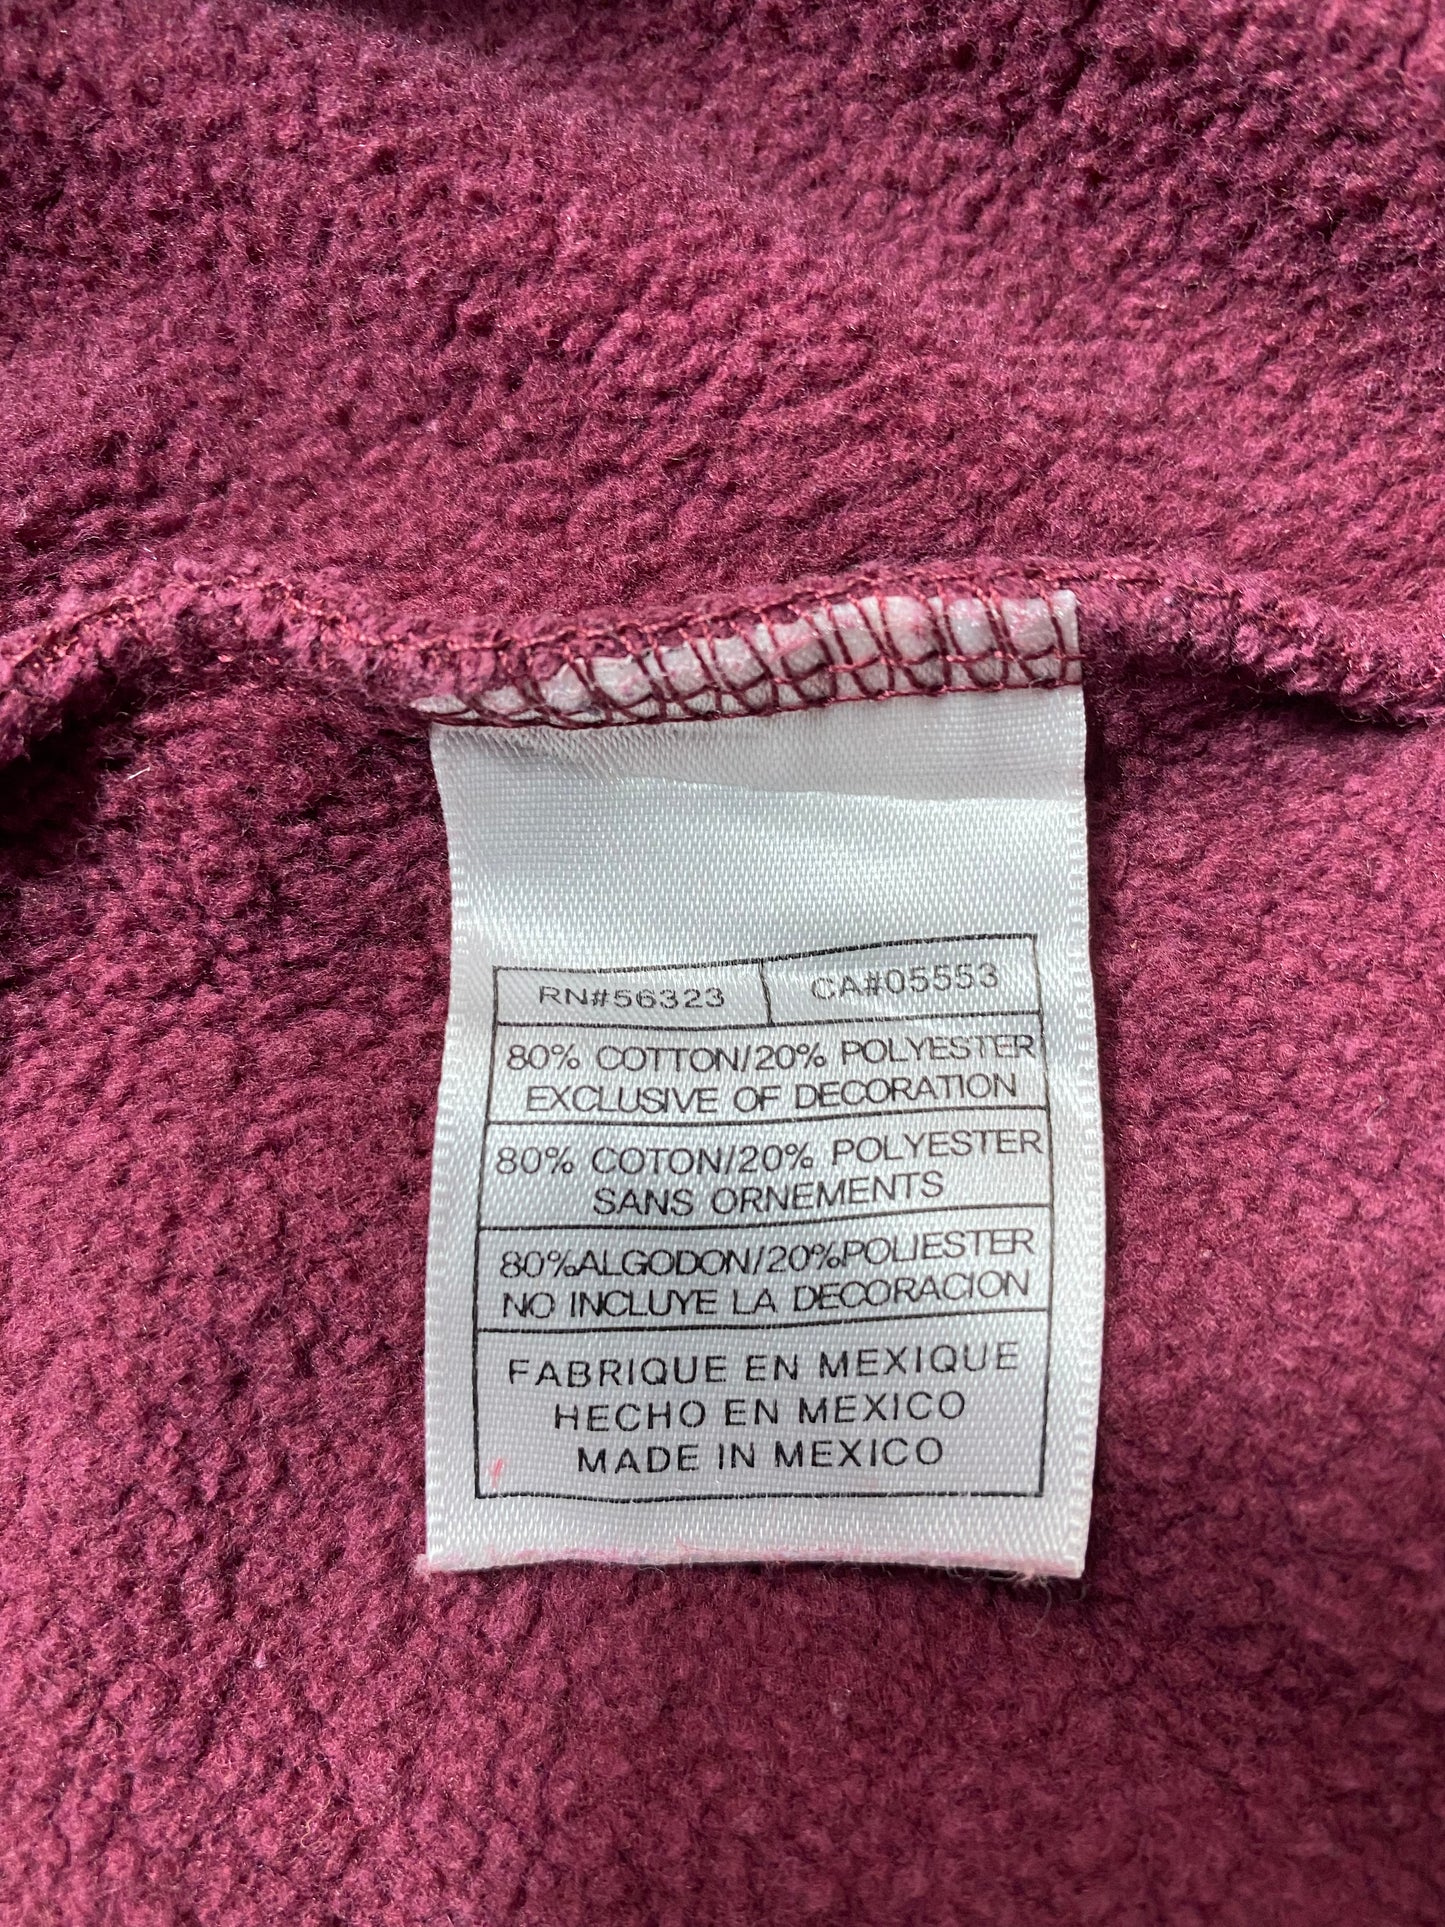 RN#56323 CA#05553
80% COTTON/20% POLYESTER
EXCLUSIVE OF DECORATION
80% COTON/20% POLYESTER
SANS ORNEMENTS
80%ALGODON/20%POLIESTER
NO INCLUYE LA DECORACION
FABRIQUE EN MEXIQUE
HECHO EN MEXICO
MADE IN MEXICO